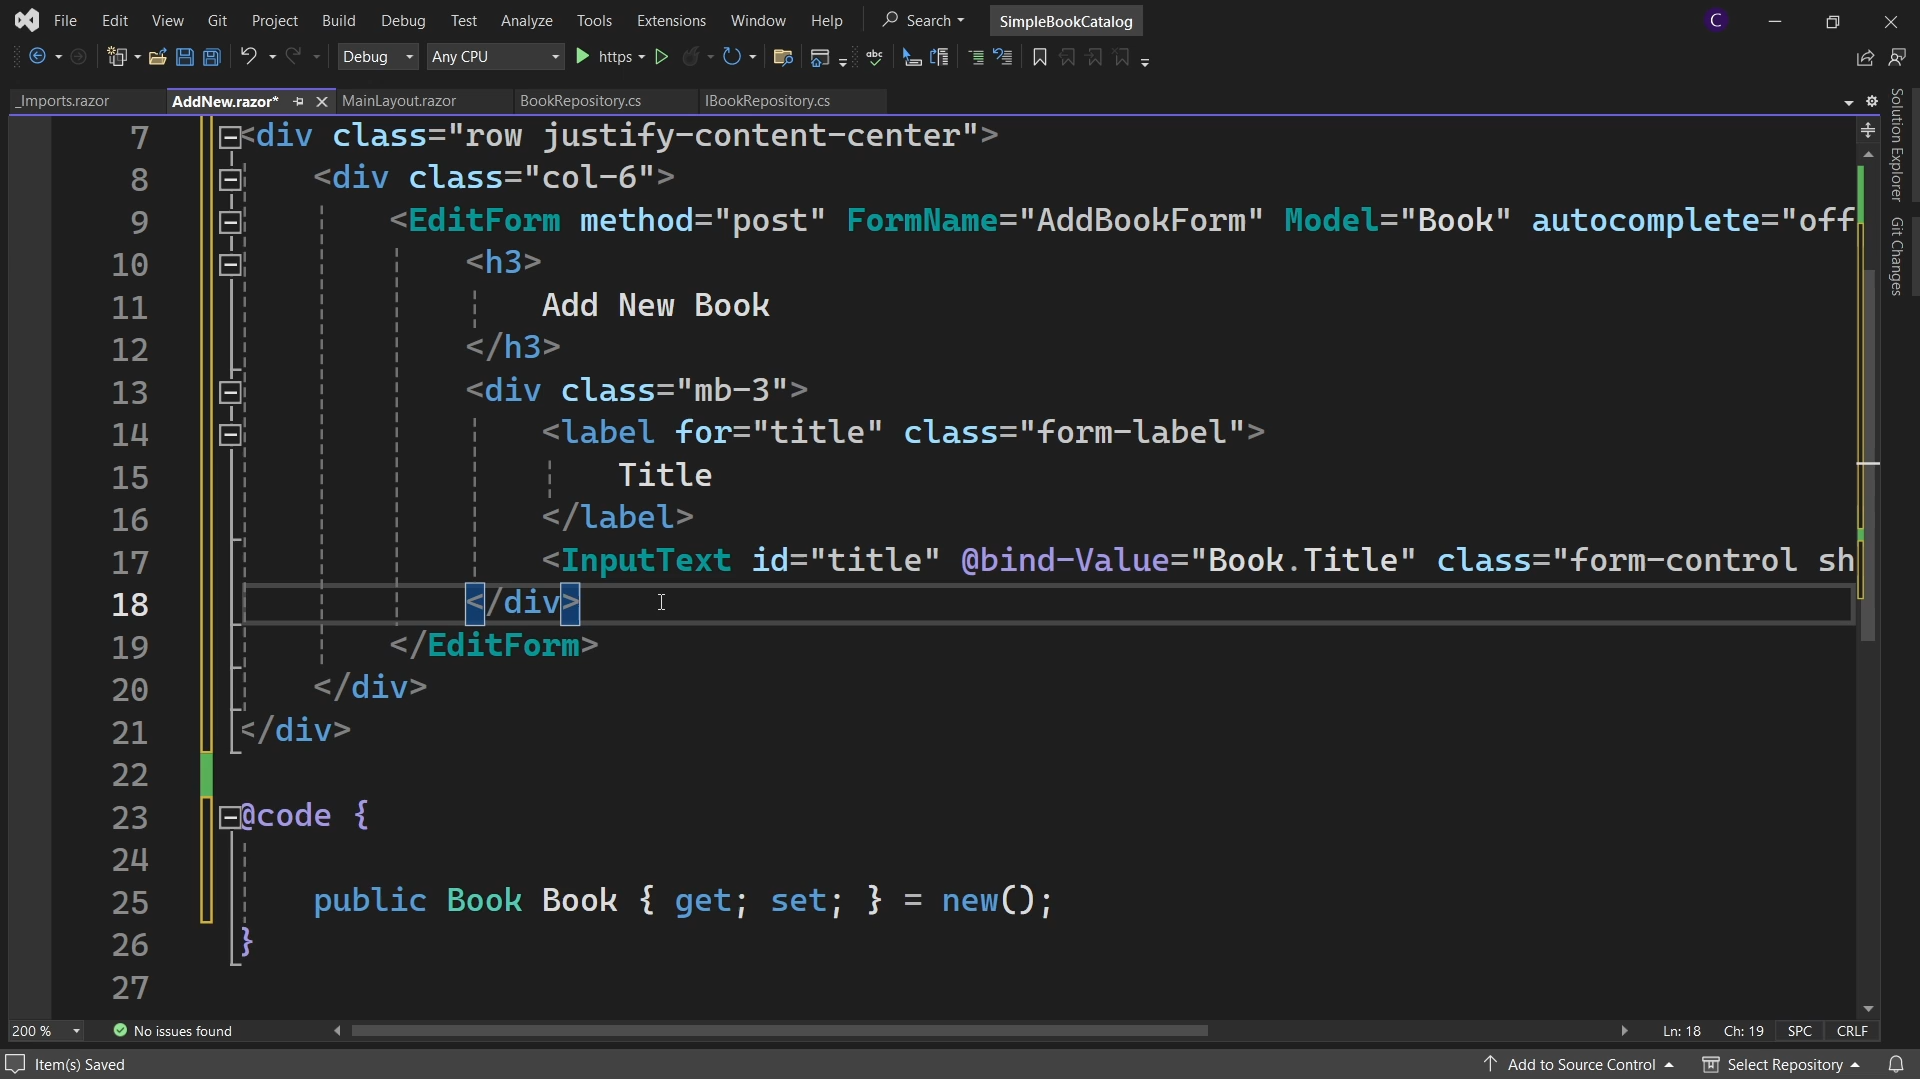 File Edit View Git Project Build Debug Test Analyze Tools Extensions Window Help Search SimpleBookCatalog C
Debug Any CPU https abc
_Imports.razor AddNew.razor* MainLayout.razor BookRepository.cs IBookRepository.cs
7 <div class="row justify-content-center">
8 <div class="col-6">
9 <EditForm method="post" FormName="AddBookForm" Model="Book" autocomplete="off
10 <h3>
11 Add New Book
12 </h3>
13 <div class="mb-3">
14 <label for="title" class="form-label">
15 Title
16 </label>
17 <InputText id="title" @bind-Value="Book.Title" class="form-control sh
18 </div>
19 </EditForm>
20 </div>
21 </div>
22
23 @code {
24
25 public Book Book { get; set; } = new();
26 }
27
Solution Explorer
Git Changes
200 % No issues found Ln: 18 Ch: 19 SPC CRLF
Item(s) Saved Add to Source Control Select Repository